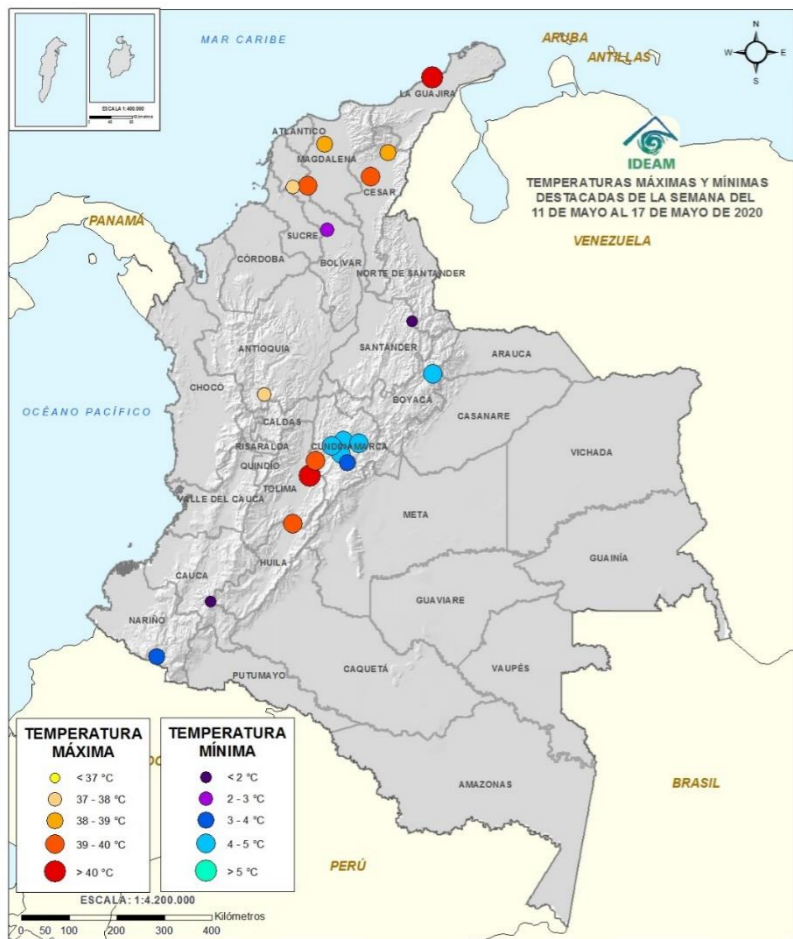 MAR CARIBE
ARUBA
ANTILLAS
N
W
E
S
ESCALA 1:400.000
LA GUAJIRA
ATLÁNTICO
MAGDALENA
CESAR
IDEAM
TEMPERATURAS MÁXIMAS Y MÍNIMAS
DESTACADAS DE LA SEMANA DEL
11 DE MAYO AL 17 DE MAYO DE 2020
PANAMÁ
VENEZUELA
SUCRE
CÓRDOBA
BOLÍVAR
NORTE DE SANTANDER
ANTIOQUIA
SANTANDER
ARAUCA
CHOCÓ
BOYACÁ
CASANARE
OCÉANO PACÍFICO
CALDAS
RISARALDA
CUNDINAMARCA
VICHADA
QUINDÍO
TOLIMA
VALLE DEL CAUCA
META
GUAINÍA
HUILA
CAUCA
GUAVIARE
NARIÑO
CAQUETÁ
VAUPÉS
PUTUMAYO
AMAZONAS
BRASIL
PERÚ
TEMPERATURA
MÁXIMA
< 37 °C
37 - 38 °C
38 - 39 °C
39 - 40 °C
> 40 °C
TEMPERATURA
MÍNIMA
< 2 °C
2 - 3 °C
3 - 4 °C
4 - 5 °C
> 5 °C
ESCALA: 1:4.200.000
Kilómetros
0 50 100 200 300 400